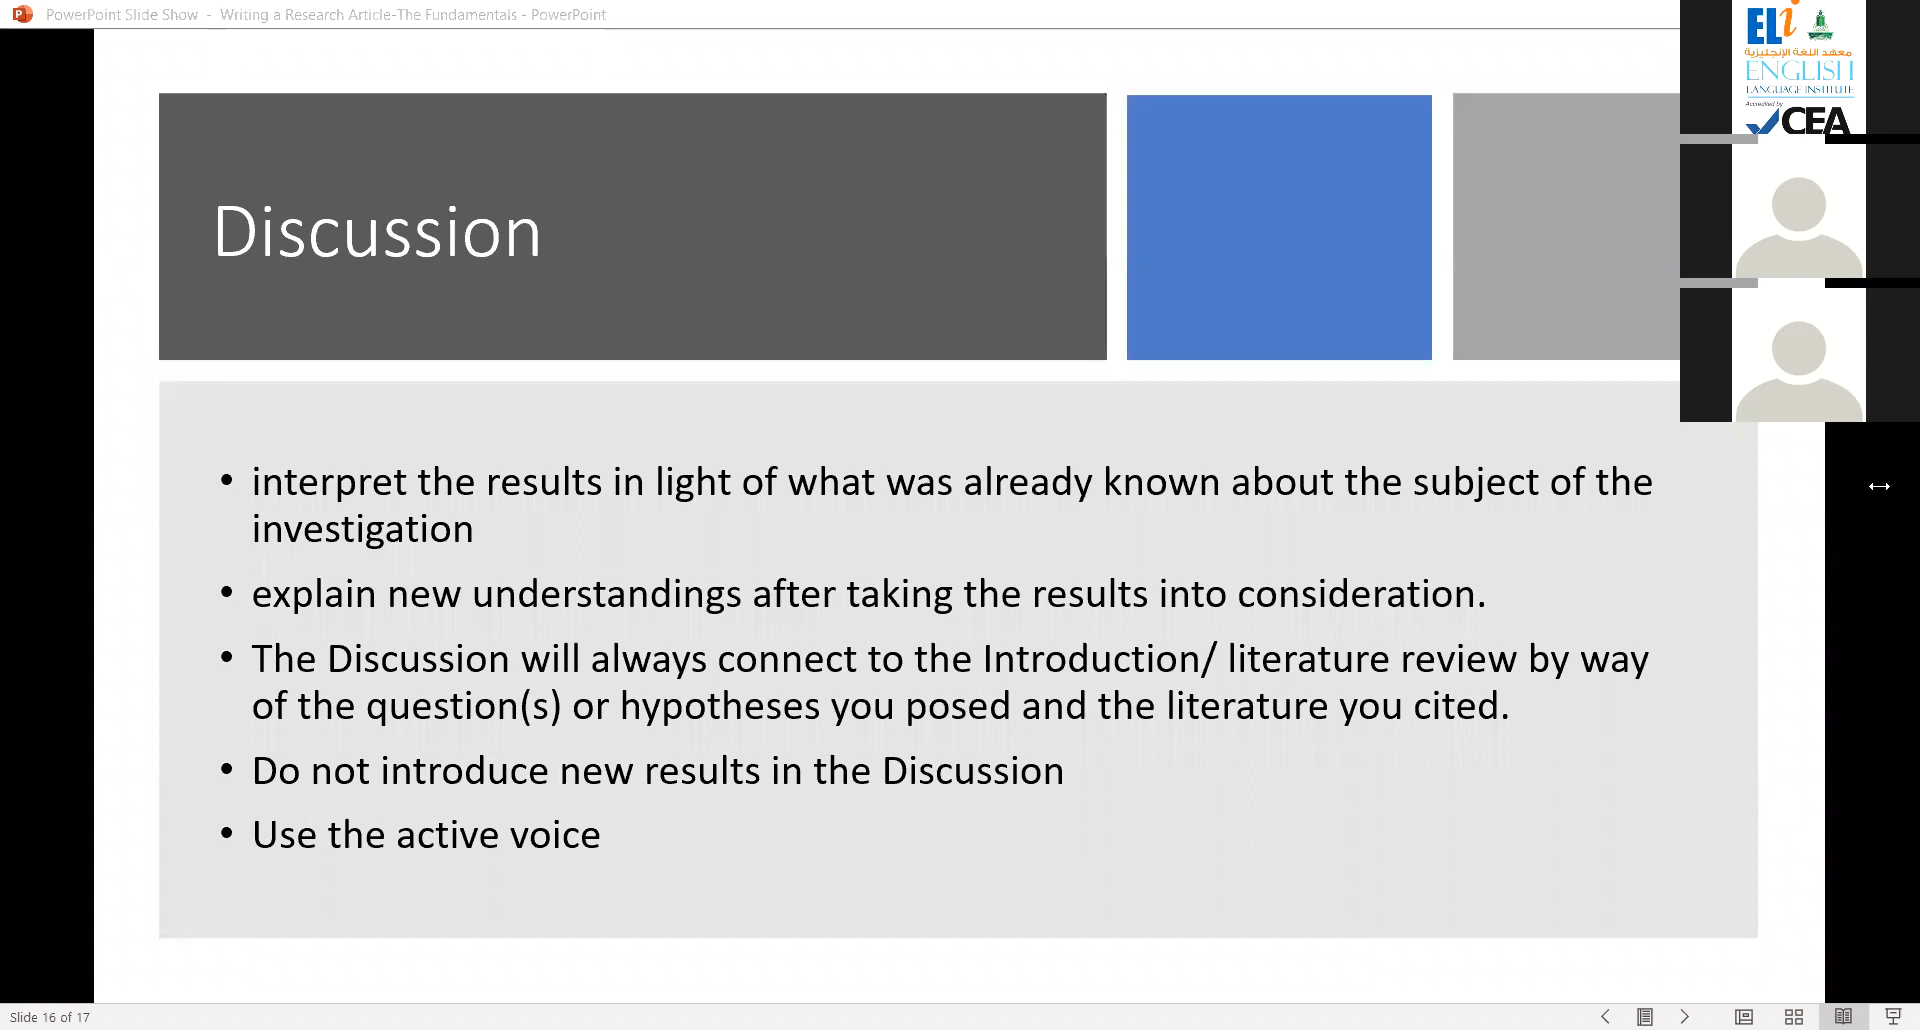 PowerPoint Slide Show - Writing a Research Article-The Fundamentals - PowerPoint
ELi
معهد اللغة الإنجليزية
ENGLISH
LANGUAGE INSTITUTE
Accredited by
CEA
Discussion
• interpret the results in light of what was already known about the subject of the
investigation
• explain new understandings after taking the results into consideration.
• The Discussion will always connect to the Introduction/ literature review by way
of the question(s) or hypotheses you posed and the literature you cited.
• Do not introduce new results in the Discussion
• Use the active voice
Slide 16 of 17